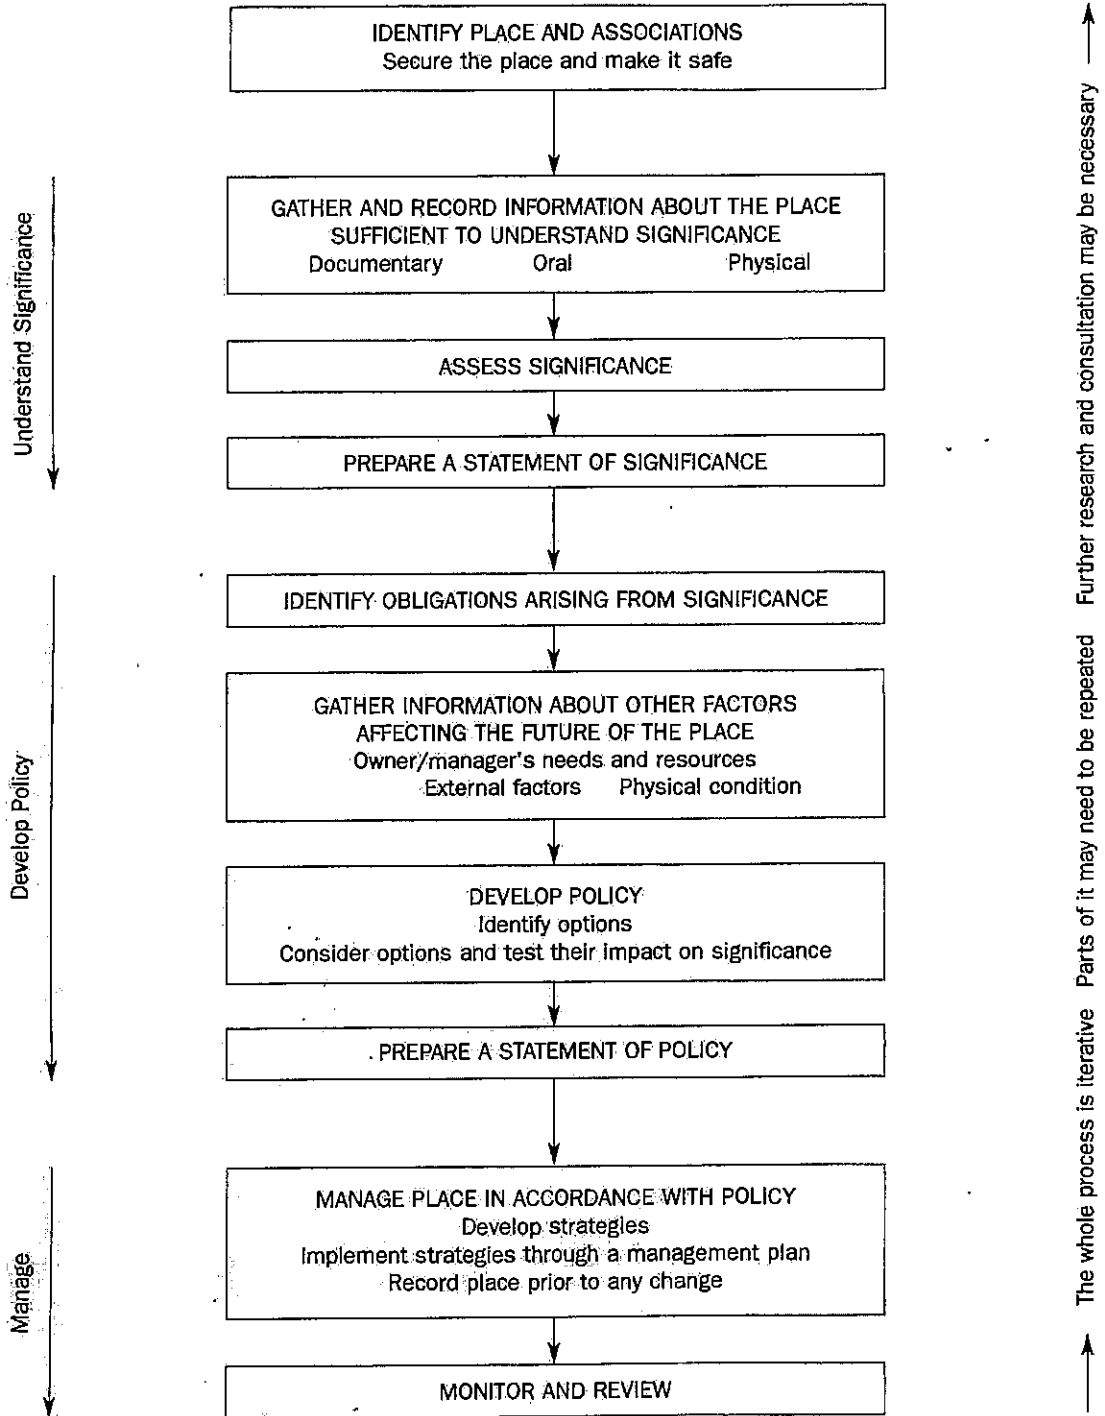 IDENTIFY PLACE AND ASSOCIATIONS
Secure the place and make it safe
Understand Significance
GATHER AND RECORD INFORMATION ABOUT THE PLACE
SUFFICIENT TO UNDERSTAND SIGNIFICANCE
Documentary Oral Physical
ASSESS SIGNIFICANCE
PREPARE A STATEMENT OF SIGNIFICANCE
Develop Policy
IDENTIFY OBLIGATIONS ARISING FROM SIGNIFICANCE
GATHER INFORMATION ABOUT OTHER FACTORS
AFFECTING THE FUTURE OF THE PLACE
Owner/manager's needs and resources
External factors Physical condition
DEVELOP POLICY
Identify options
Consider options and test their impact on significance
PREPARE A STATEMENT OF POLICY
Manage
MANAGE PLACE IN ACCORDANCE WITH POLICY
Develop strategies
Implement strategies through a management plan
Record place prior to any change
MONITOR AND REVIEW
The whole process is iterative Parts of it may need to be repeated Further research and consultation may be necessary